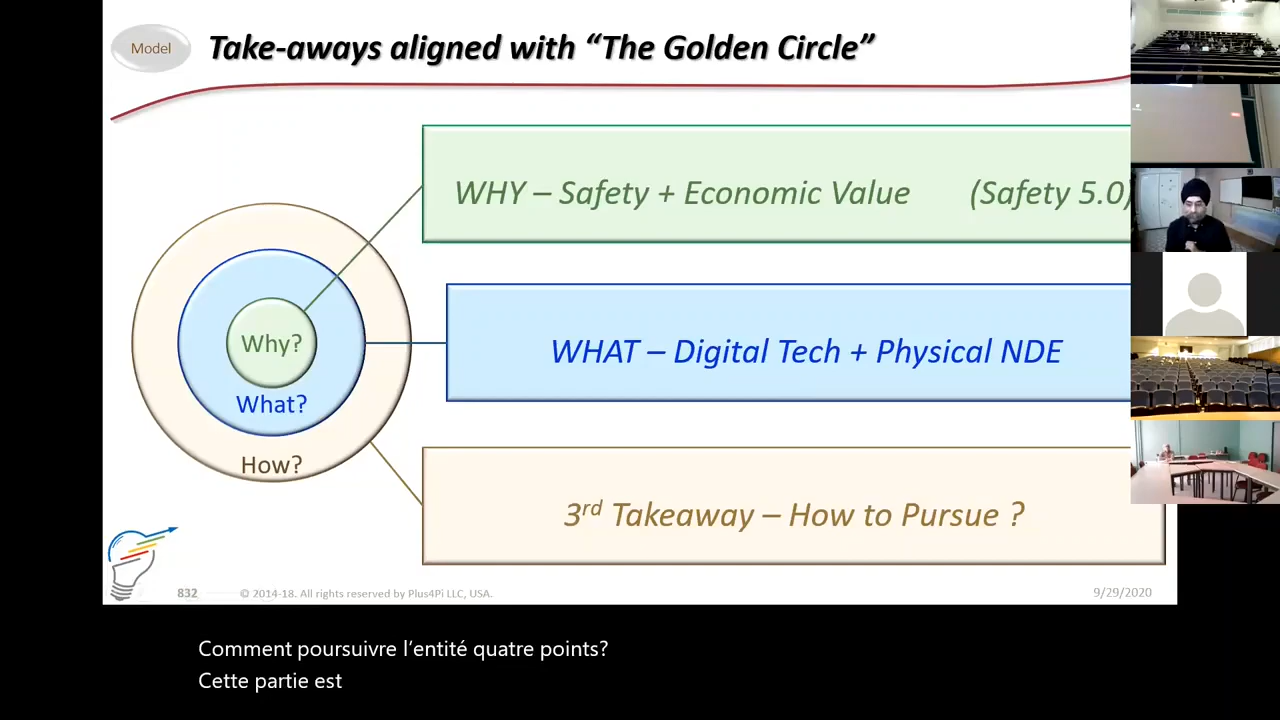 Model
Take-aways aligned with “The Golden Circle”
WHY – Safety + Economic Value (Safety 5.0)
Why?
WHAT – Digital Tech + Physical NDE
What?
How?
3rd Takeaway – How to Pursue ?
832
© 2014-18. All rights reserved by Plus4Pi LLC, USA.
9/29/2020
Comment poursuivre l’entité quatre points?
Cette partie est